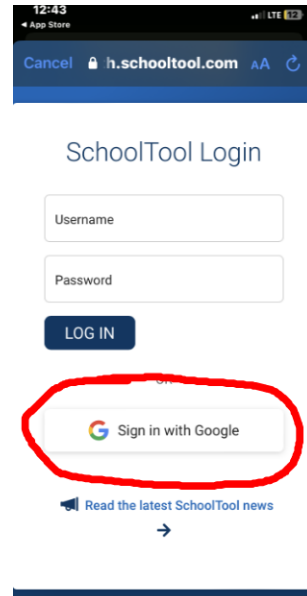 12:43
◀ App Store
LTE 12
Cancel h.schooltool.com AA
SchoolTool Login
Username
Password
LOG IN
Sign in with Google
Read the latest SchoolTool news
→